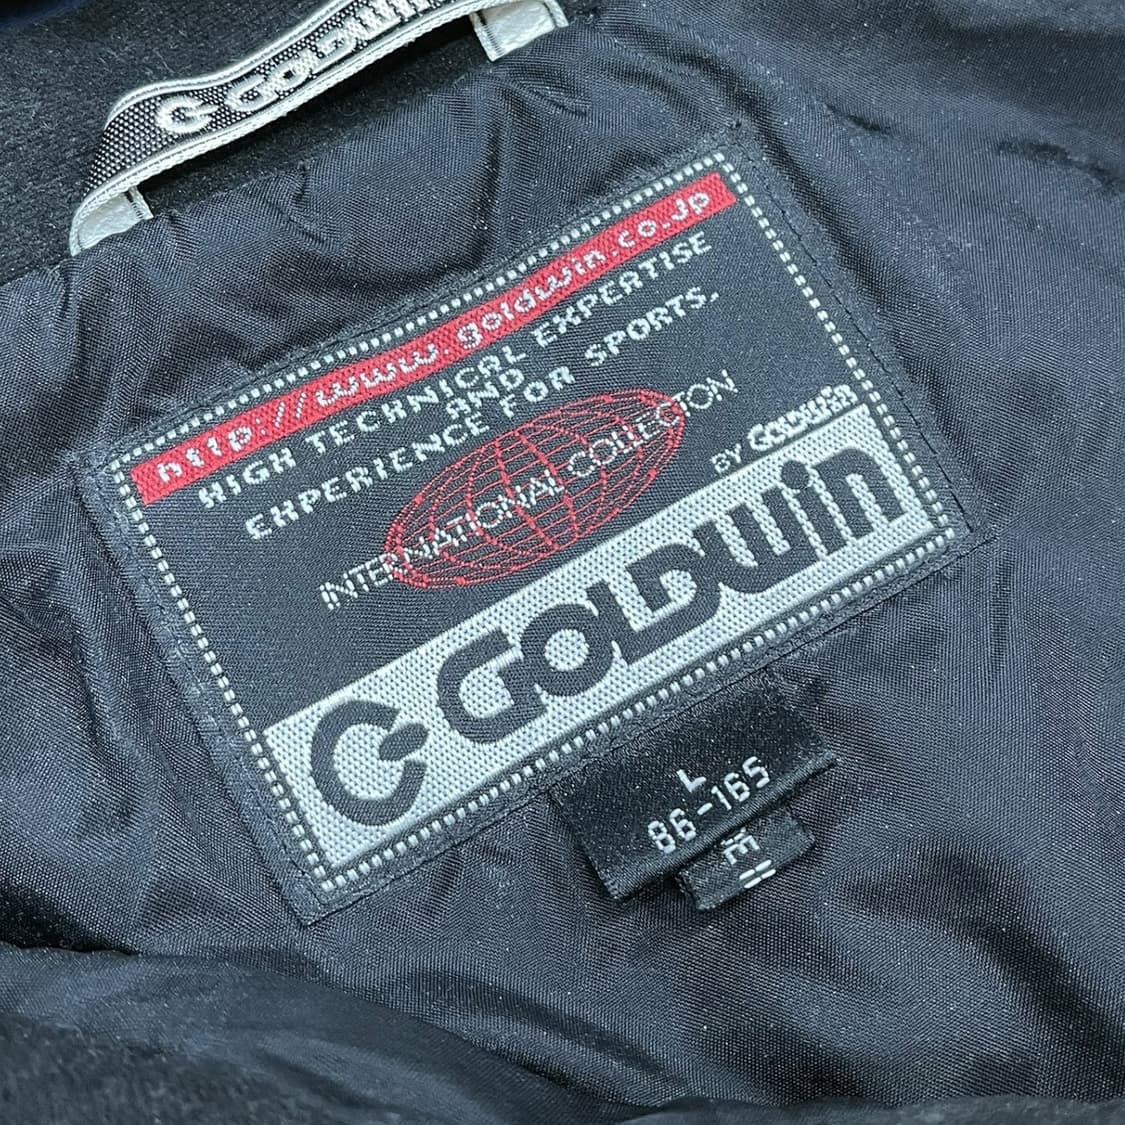 GOLDWIN
http://www.goldwin.co.jp
HIGH TECHNICAL EXPERTISE
AND
EXPERIENCE FOR SPORTS.
INTERNATIONAL COLLECTION
BY GOLDWIN
GOLDWIN
L
86-165